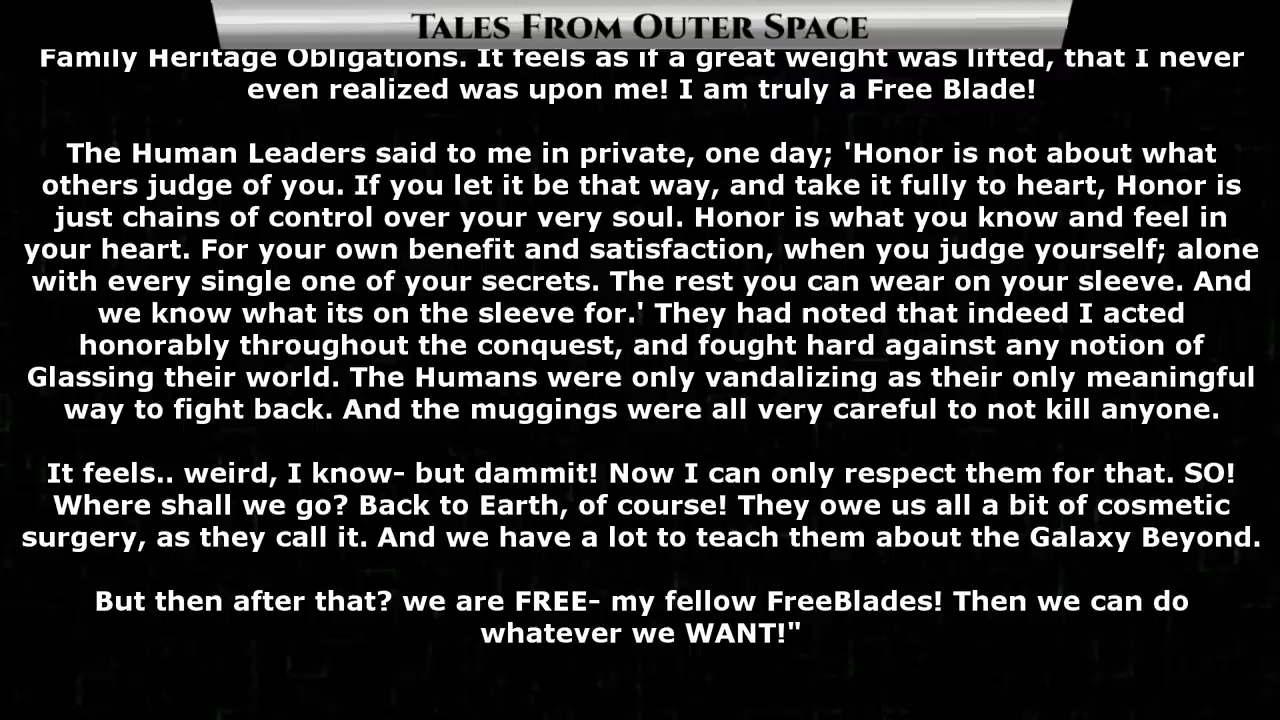 Tales From Outer Space
Family Heritage Obligations. It feels as if a great weight was lifted, that I never
even realized was upon me! I am truly a Free Blade!
The Human Leaders said to me in private, one day; 'Honor is not about what
others judge of you. If you let it be that way, and take it fully to heart, Honor is
just chains of control over your very soul. Honor is what you know and feel in
your heart. For your own benefit and satisfaction, when you judge yourself; alone
with every single one of your secrets. The rest you can wear on your sleeve. And
we know what its on the sleeve for.' They had noted that indeed I acted
honorably throughout the conquest, and fought hard against any notion of
Glassing their world. The Humans were only vandalizing as their only meaningful
way to fight back. And the muggings were all very careful to not kill anyone.
It feels.. weird, I know- but dammit! Now I can only respect them for that. SO!
Where shall we go? Back to Earth, of course! They owe us all a bit of cosmetic
surgery, as they call it. And we have a lot to teach them about the Galaxy Beyond.
But then after that? we are FREE- my fellow FreeBlades! Then we can do
whatever we WANT!"